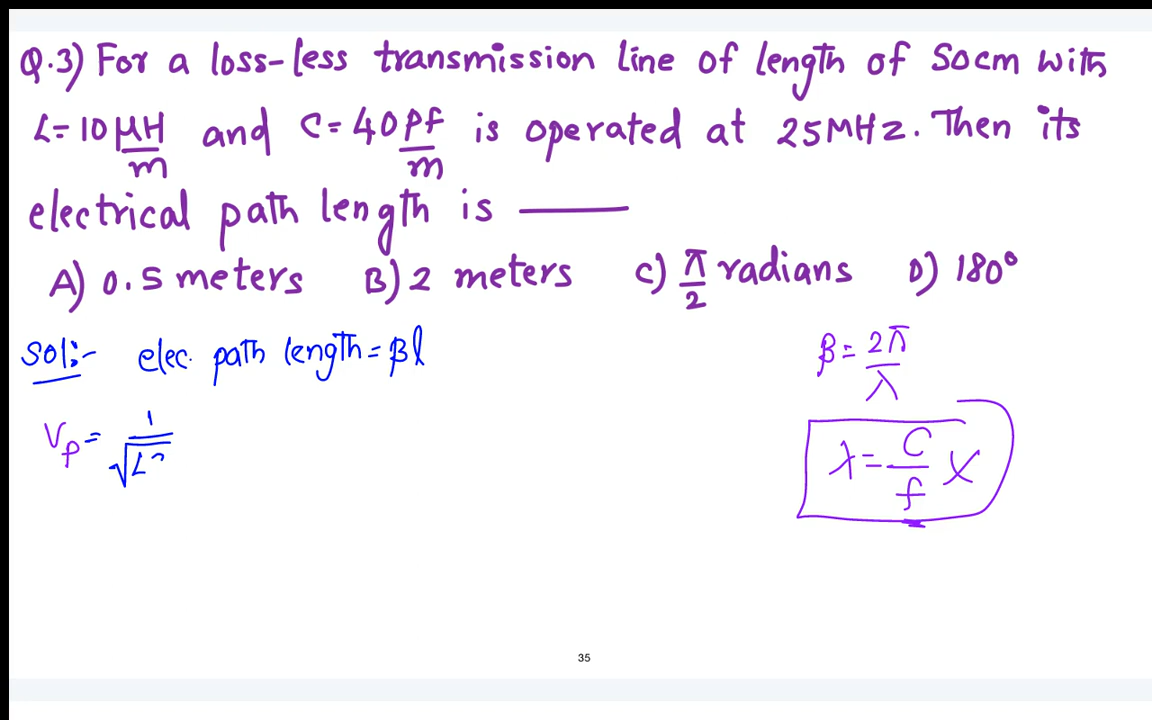 Q.3) For a loss-less transmission line of length of 50cm with
L=10 μH/m and C=40 Pf/m is operated at 25MHz. Then its
electrical path length is ———
A) 0.5 meters B) 2 meters C) π/2 radians D) 180°
Sol:- elec. path length = βl
β = 2π/λ
Vp = 1/√L
λ = C/f X
35